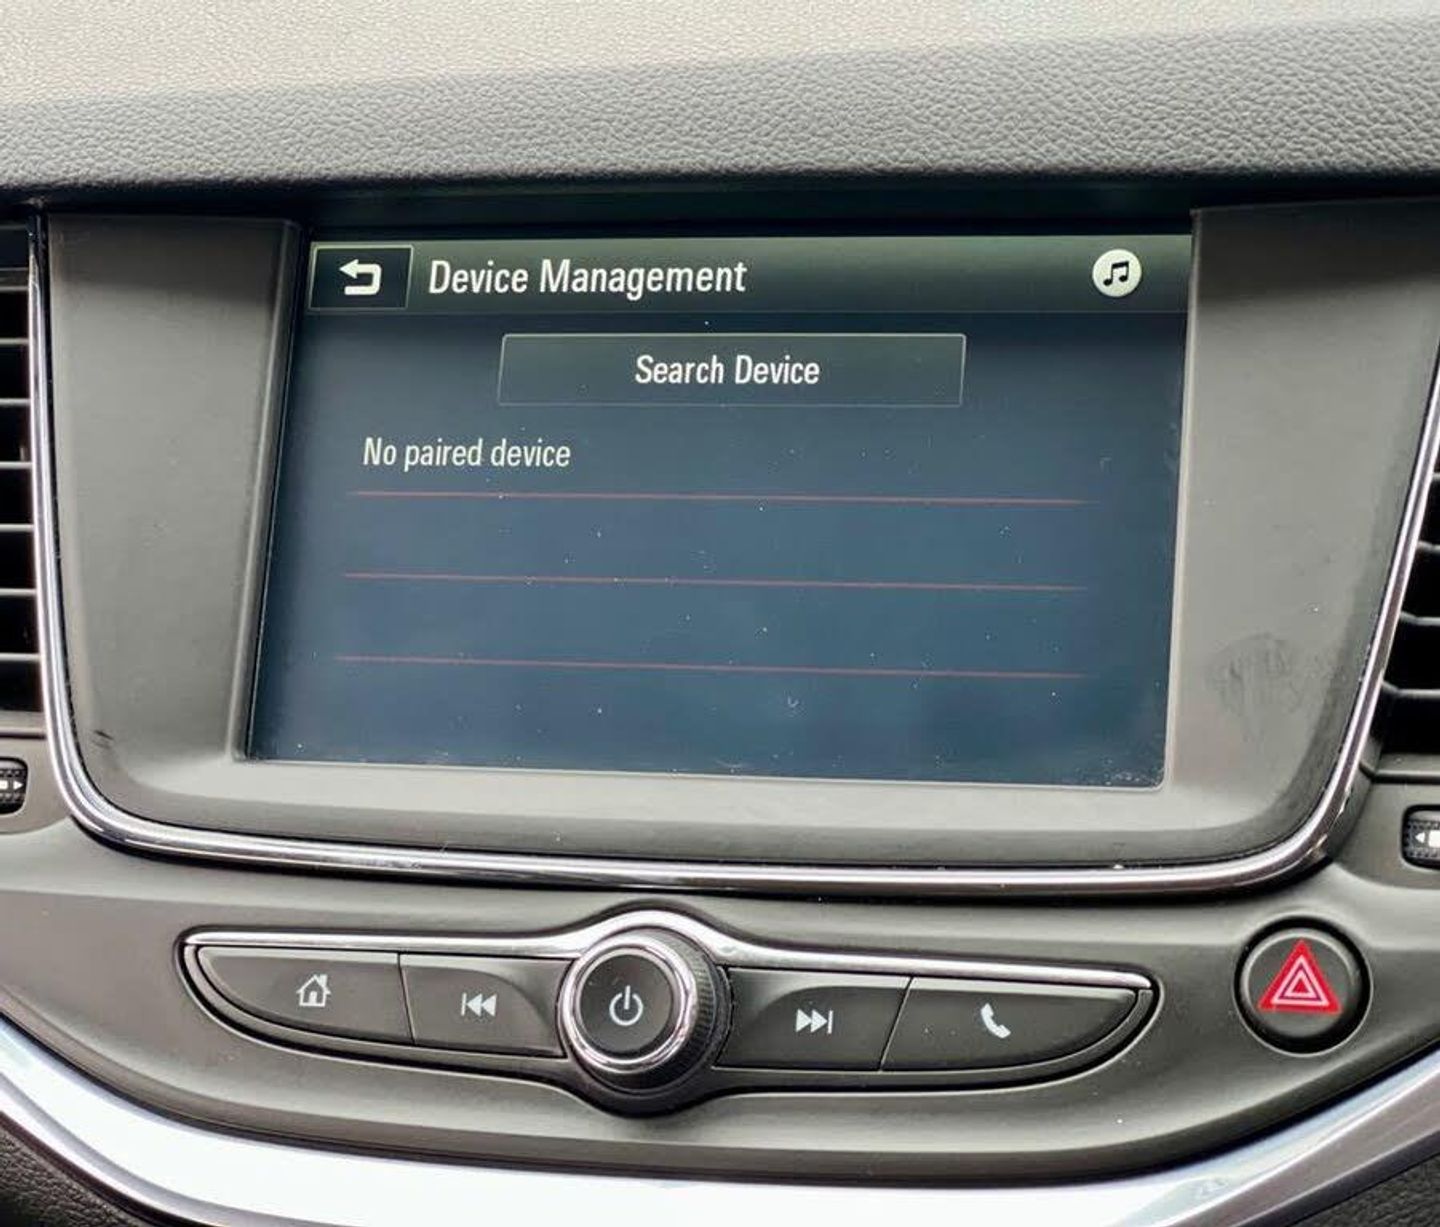 Device Management
Search Device
No paired device